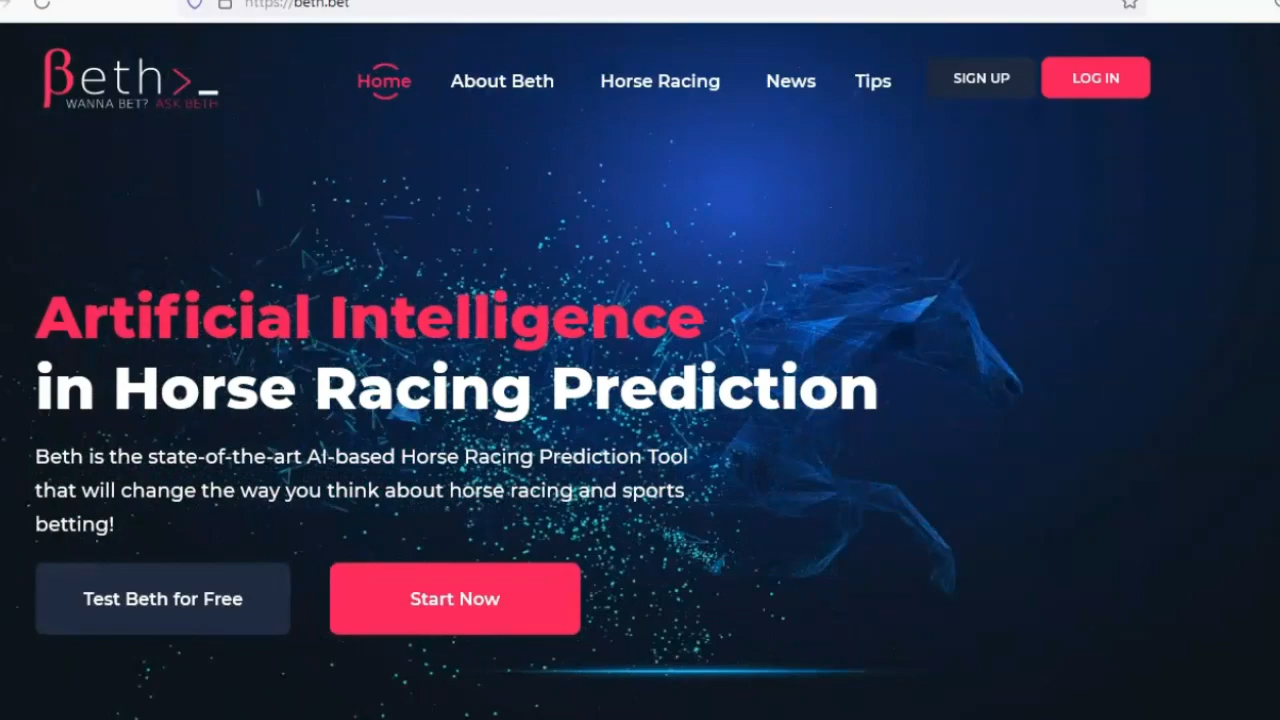 https://beth.bet
βeth>_
WANNA BET? ASK BETH
Home
About Beth
Horse Racing
News
Tips
SIGN UP
LOG IN
Artificial Intelligence
in Horse Racing Prediction
Beth is the state-of-the-art AI-based Horse Racing Prediction Tool
that will change the way you think about horse racing and sports
betting!
Test Beth for Free
Start Now